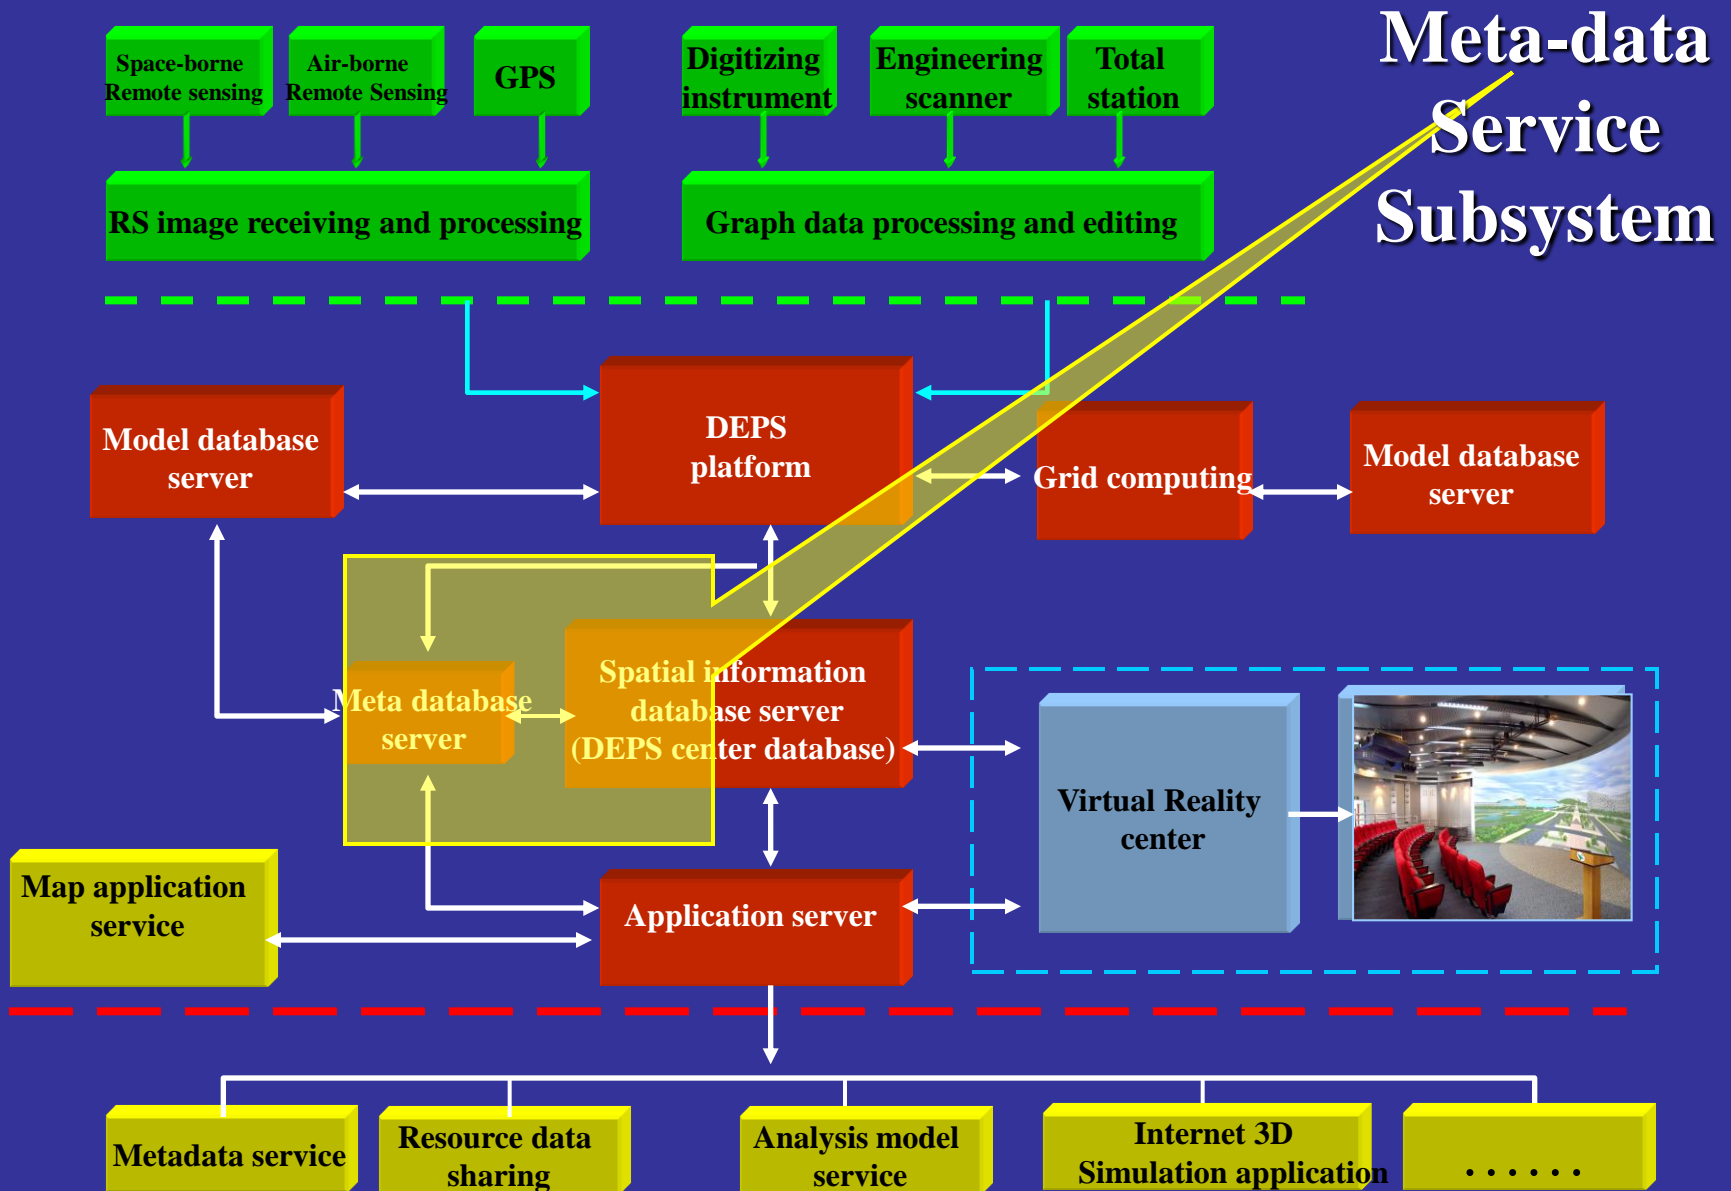 Meta-data
Service
Subsystem
Space-borne
Remote sensing
Air-borne
Remote Sensing
GPS
Digitizing
instrument
Engineering
scanner
Total
station
RS image receiving and processing
Graph data processing and editing
DEPS
platform
Model database
server
Grid computing
Model database
server
Meta database
server
Spatial information
database server
(DEPS center database)
Virtual Reality
center
Map application
service
Application server
Metadata service
Resource data
sharing
Analysis model
service
Internet 3D
Simulation application
. . . . . .